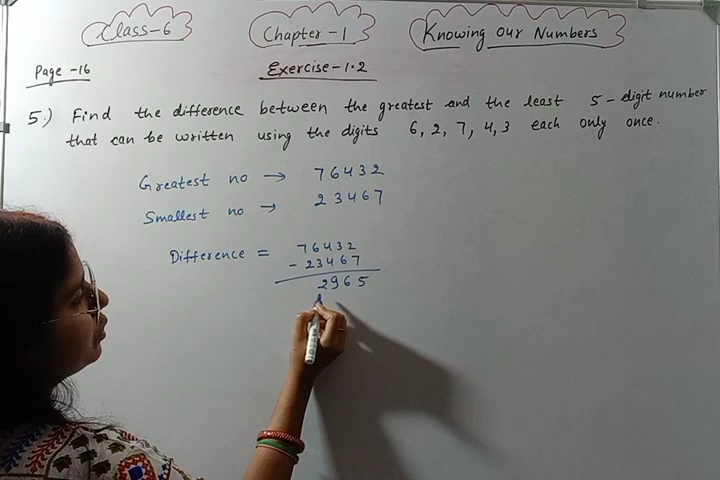 Class-6
Chapter-1
Knowing Our Numbers
Page -16
Exercise-1.2
5.) Find the difference between the greatest and the least 5-digit number
that can be written using the digits 6, 2, 7, 4, 3 each only once.
Greatest no → 76432
Smallest no → 23467
Difference = 76432
- 23467
2965